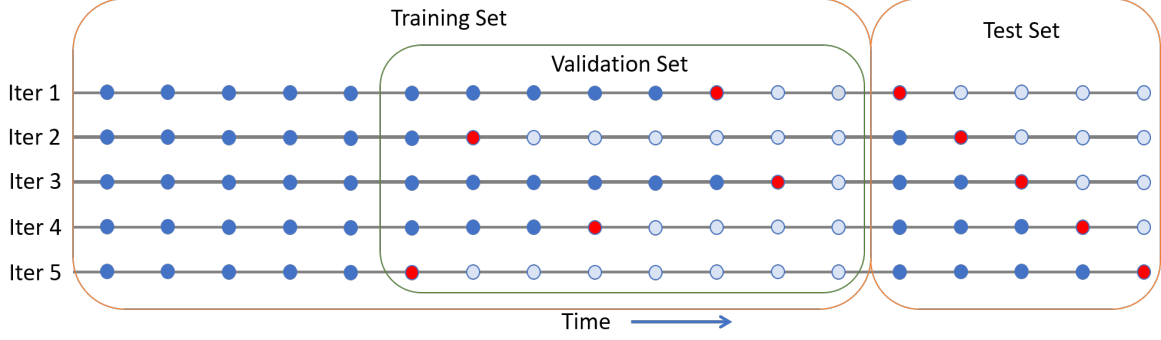 Training Set
Test Set
Validation Set
Iter 1
Iter 2
Iter 3
Iter 4
Iter 5
Time